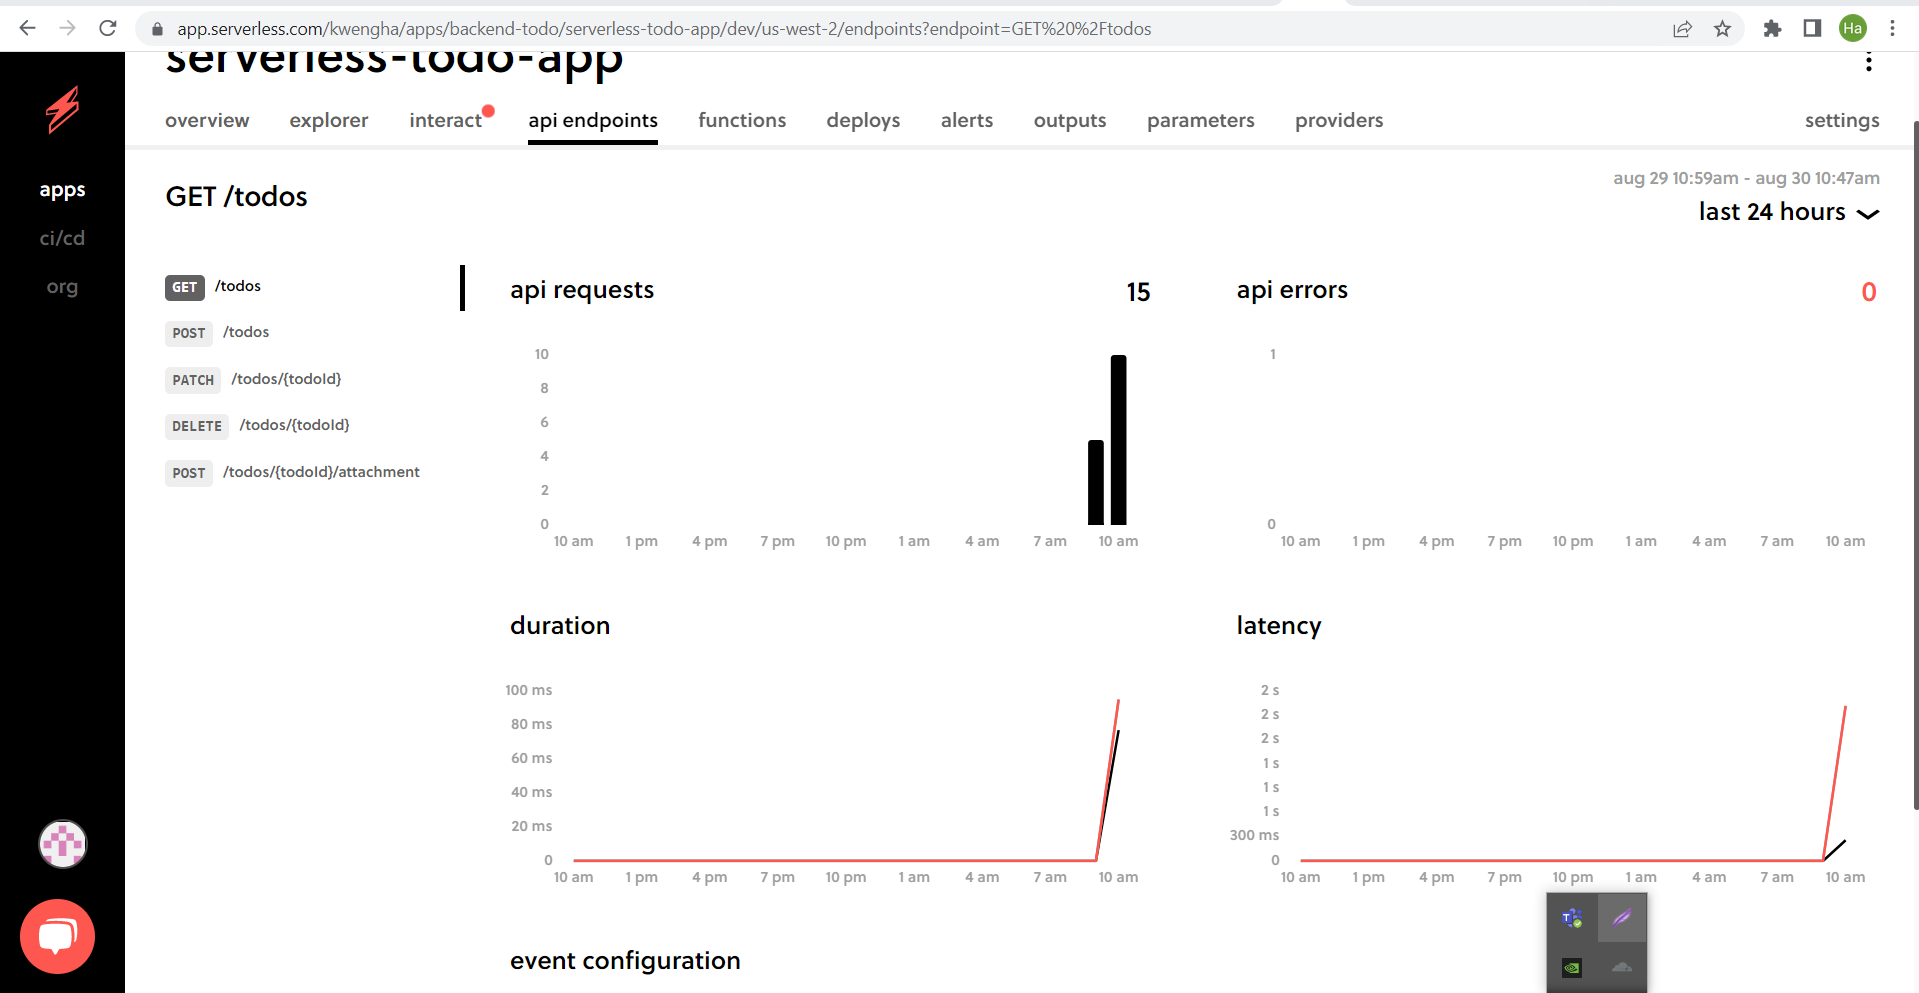 app.serverless.com/kwengha/apps/backend-todo/serverless-todo-app/dev/us-west-2/endpoints?endpoint=GET%20%2Ftodos
Ha
serverless-todo-app
overview explorer interact api endpoints functions deploys alerts outputs parameters providers settings
apps
ci/cd
org
GET /todos
aug 29 10:59am - aug 30 10:47am
last 24 hours
GET /todos
POST /todos
PATCH /todos/{todoId}
DELETE /todos/{todoId}
POST /todos/{todoId}/attachment
api requests 15
10
8
6
4
2
0
10 am 1 pm 4 pm 7 pm 10 pm 1 am 4 am 7 am 10 am
api errors 0
1
0
10 am 1 pm 4 pm 7 pm 10 pm 1 am 4 am 7 am 10 am
duration
100 ms
80 ms
60 ms
40 ms
20 ms
0
10 am 1 pm 4 pm 7 pm 10 pm 1 am 4 am 7 am 10 am
latency
2 s
2 s
2 s
1 s
1 s
1 s
300 ms
0
10 am 1 pm 4 pm 7 pm 10 pm 1 am 4 am 7 am 10 am
event configuration
T